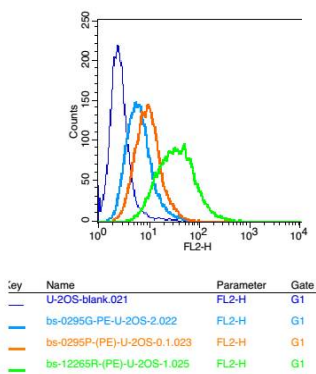 250
200
150
100
50
0
Counts
10^0 10^1 10^2 10^3 10^4
FL2-H
Key Name Parameter Gate
U-2OS-blank.021 FL2-H G1
bs-0295G-PE-U-2OS-2.022 FL2-H G1
bs-0295P-(PE)-U-2OS-0.1.023 FL2-H G1
bs-12265R-(PE)-U-2OS-1.025 FL2-H G1